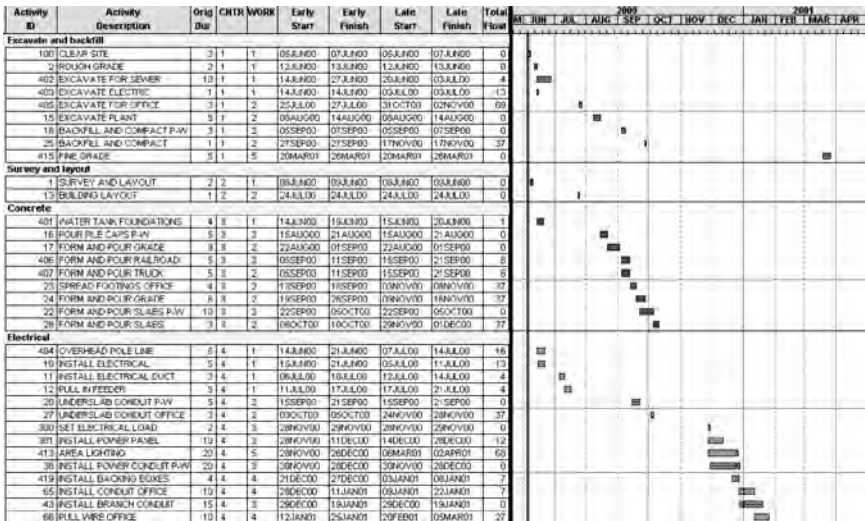 Activity ID Activity Description Orig Dur CNTR WORK Early Start Early Finish Late Start Late Finish Total Float
2000 2001
M JUN JUL AUG SEP OCT NOV DEC JAN FEB MAR APR
Excavate and backfill
100 CLEAR SITE 3 1 1 05JUN00 07JUN00 05JUN00 07JUN00 0
2 ROUGH GRADE 2 1 1 12JUN00 13JUN00 12JUN00 13JUN00 0
402 EXCAVATE FOR SEWER 10 1 1 14JUN00 27JUN00 20JUN00 03JUL00 4
403 EXCAVATE ELECTRIC 1 1 1 14JUN00 14JUN00 03JUL00 03JUL00 13
405 EXCAVATE FOR OFFICE 3 1 2 25JUL00 27JUL00 31OCT00 02NOV00 69
15 EXCAVATE PLANT 5 1 2 08AUG00 14AUG00 08AUG00 14AUG00 0
18 BACKFILL AND COMPACT P-W 3 1 3 05SEP00 07SEP00 05SEP00 07SEP00 0
25 BACKFILL AND COMPACT 1 1 2 27SEP00 27SEP00 17NOV00 17NOV00 37
415 FINE GRADE 5 1 5 20MAR01 26MAR01 20MAR01 26MAR01 0
Survey and layout
1 SURVEY AND LAYOUT 2 2 1 08JUN00 09JUN00 08JUN00 09JUN00 0
13 BUILDING LAYOUT 1 2 2 24JUL00 24JUL00 24JUL00 24JUL00 0
Concrete
401 WATER TANK FOUNDATIONS 4 3 1 14JUN00 19JUN00 15JUN00 20JUN00 1
16 POUR PILE CAPS P-W 5 3 3 15AUG00 21AUG00 15AUG00 21AUG00 0
17 FORM AND POUR GRADE 3 22AUG00 01SEP00 22AUG00 01SEP00 0
406 FORM AND POUR RAILROAD 5 3 3 05SEP00 11SEP00 15SEP00 21SEP00 8
407 FORM AND POUR TRUCK 5 3 3 05SEP00 11SEP00 15SEP00 21SEP00 8
23 SPREAD FOOTINGS OFFICE 4 3 2 13SEP00 18SEP00 03NOV00 08NOV00 37
24 FORM AND POUR GRADE 6 3 2 19SEP00 26SEP00 09NOV00 16NOV00 37
22 FORM AND POUR SLABS P-W 10 3 3 22SEP00 05OCT00 22SEP00 05OCT00 0
28 FORM AND POUR SLABS 3 3 2 06OCT00 10OCT00 29NOV00 01DEC00 37
Electrical
404 OVERHEAD POLE LINE 6 4 1 14JUN00 21JUN00 07JUL00 14JUL00 16
10 INSTALL ELECTRICAL 5 4 1 15JUN00 21JUN00 05JUL00 11JUL00 13
11 INSTALL ELECTRICAL DUCT 3 4 1 06JUL00 10JUL00 12JUL00 14JUL00 4
12 PULL IN FEEDER 5 4 1 11JUL00 17JUL00 17JUL00 21JUL00 4
20 UNDERSLAB CONDUIT P-W 5 4 3 15SEP00 21SEP00 15SEP00 21SEP00 0
27 UNDERSLAB CONDUIT OFFICE 3 4 2 03OCT00 05OCT00 24NOV00 28NOV00 37
300 SET ELECTRICAL LOAD 2 4 3 28NOV00 29NOV00 28NOV00 29NOV00 0
301 INSTALL POWER PANEL 10 4 3 28NOV00 11DEC00 14DEC00 28DEC00 12
413 AREA LIGHTING 20 4 5 28NOV00 26DEC00 06MAR01 02APR01 68
38 INSTALL POWER CONDUIT P-W 20 4 3 30NOV00 28DEC00 30NOV00 28DEC00 0
419 INSTALL BACKING BOXES 4 4 4 21DEC00 27DEC00 03JAN01 08JAN01 7
65 INSTALL CONDUIT OFFICE 10 4 4 28DEC00 11JAN01 09JAN01 22JAN01 7
43 INSTALL BRANCH CONDUIT 15 4 3 29DEC00 19JAN01 29DEC00 19JAN01 0
66 PULL WIRE OFFICE 10 4 4 12JAN01 25JAN01 20FEB01 05MAR01 27